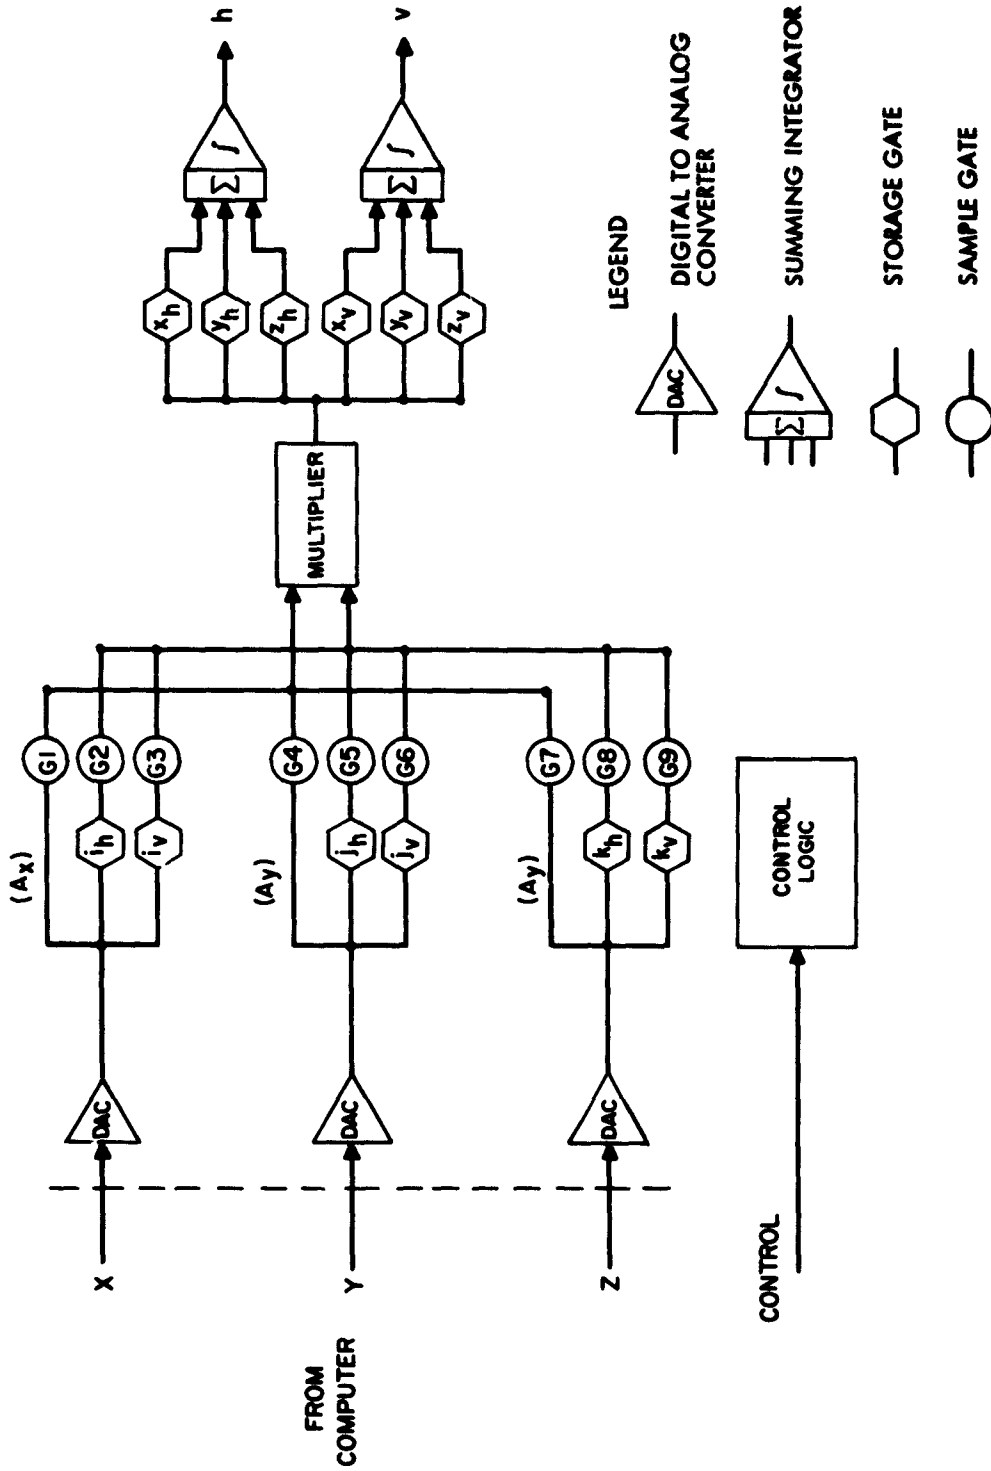 FROM
COMPUTER
X
Y
Z
DAC
DAC
DAC
(Ax)
G1
ih
G2
iv
G3
(Ay)
G4
jh
G5
jv
G6
(Ay)
G7
kh
G8
kv
G9
MULTIPLIER
xh
yh
zh
xv
yv
zv
Σ ∫
Σ ∫
h
v
CONTROL
CONTROL
LOGIC
LEGEND
DAC
DIGITAL TO ANALOG
CONVERTER
Σ ∫
SUMMING INTEGRATOR
STORAGE GATE
SAMPLE GATE